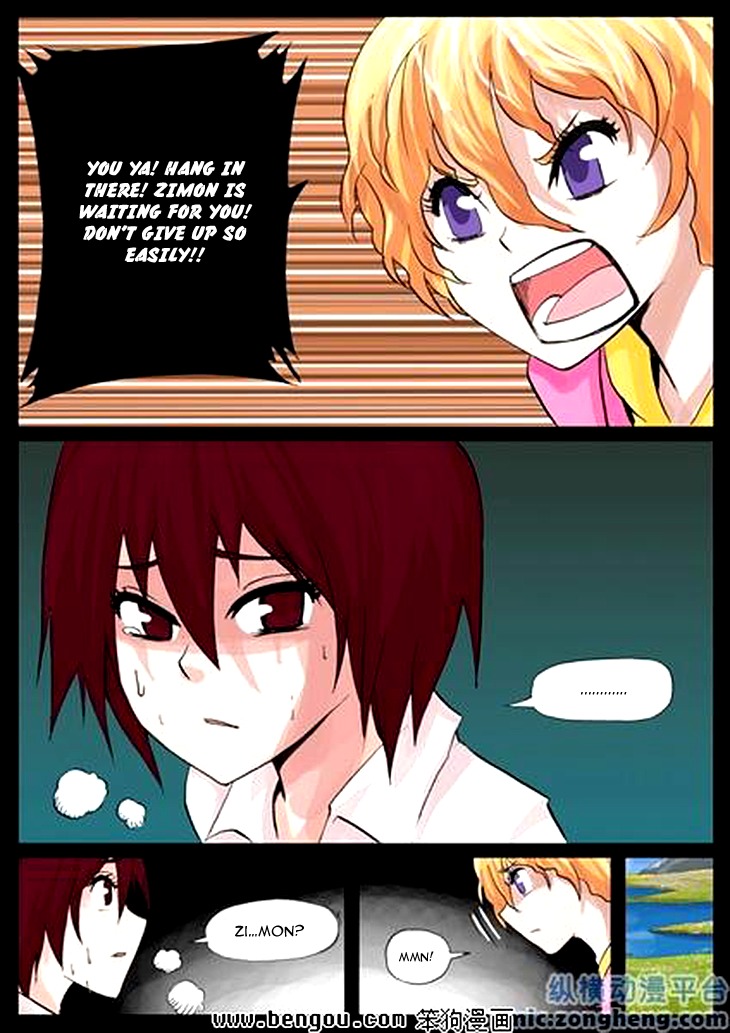 YOU YA! HANG IN
THERE! ZIMON IS
WAITING FOR YOU!
DON'T GIVE UP SO
EASILY!!
............
ZI...MON?
MMN!
纵横动漫平台
www.bengou.com 笨狗漫画
nic.zongheng.com